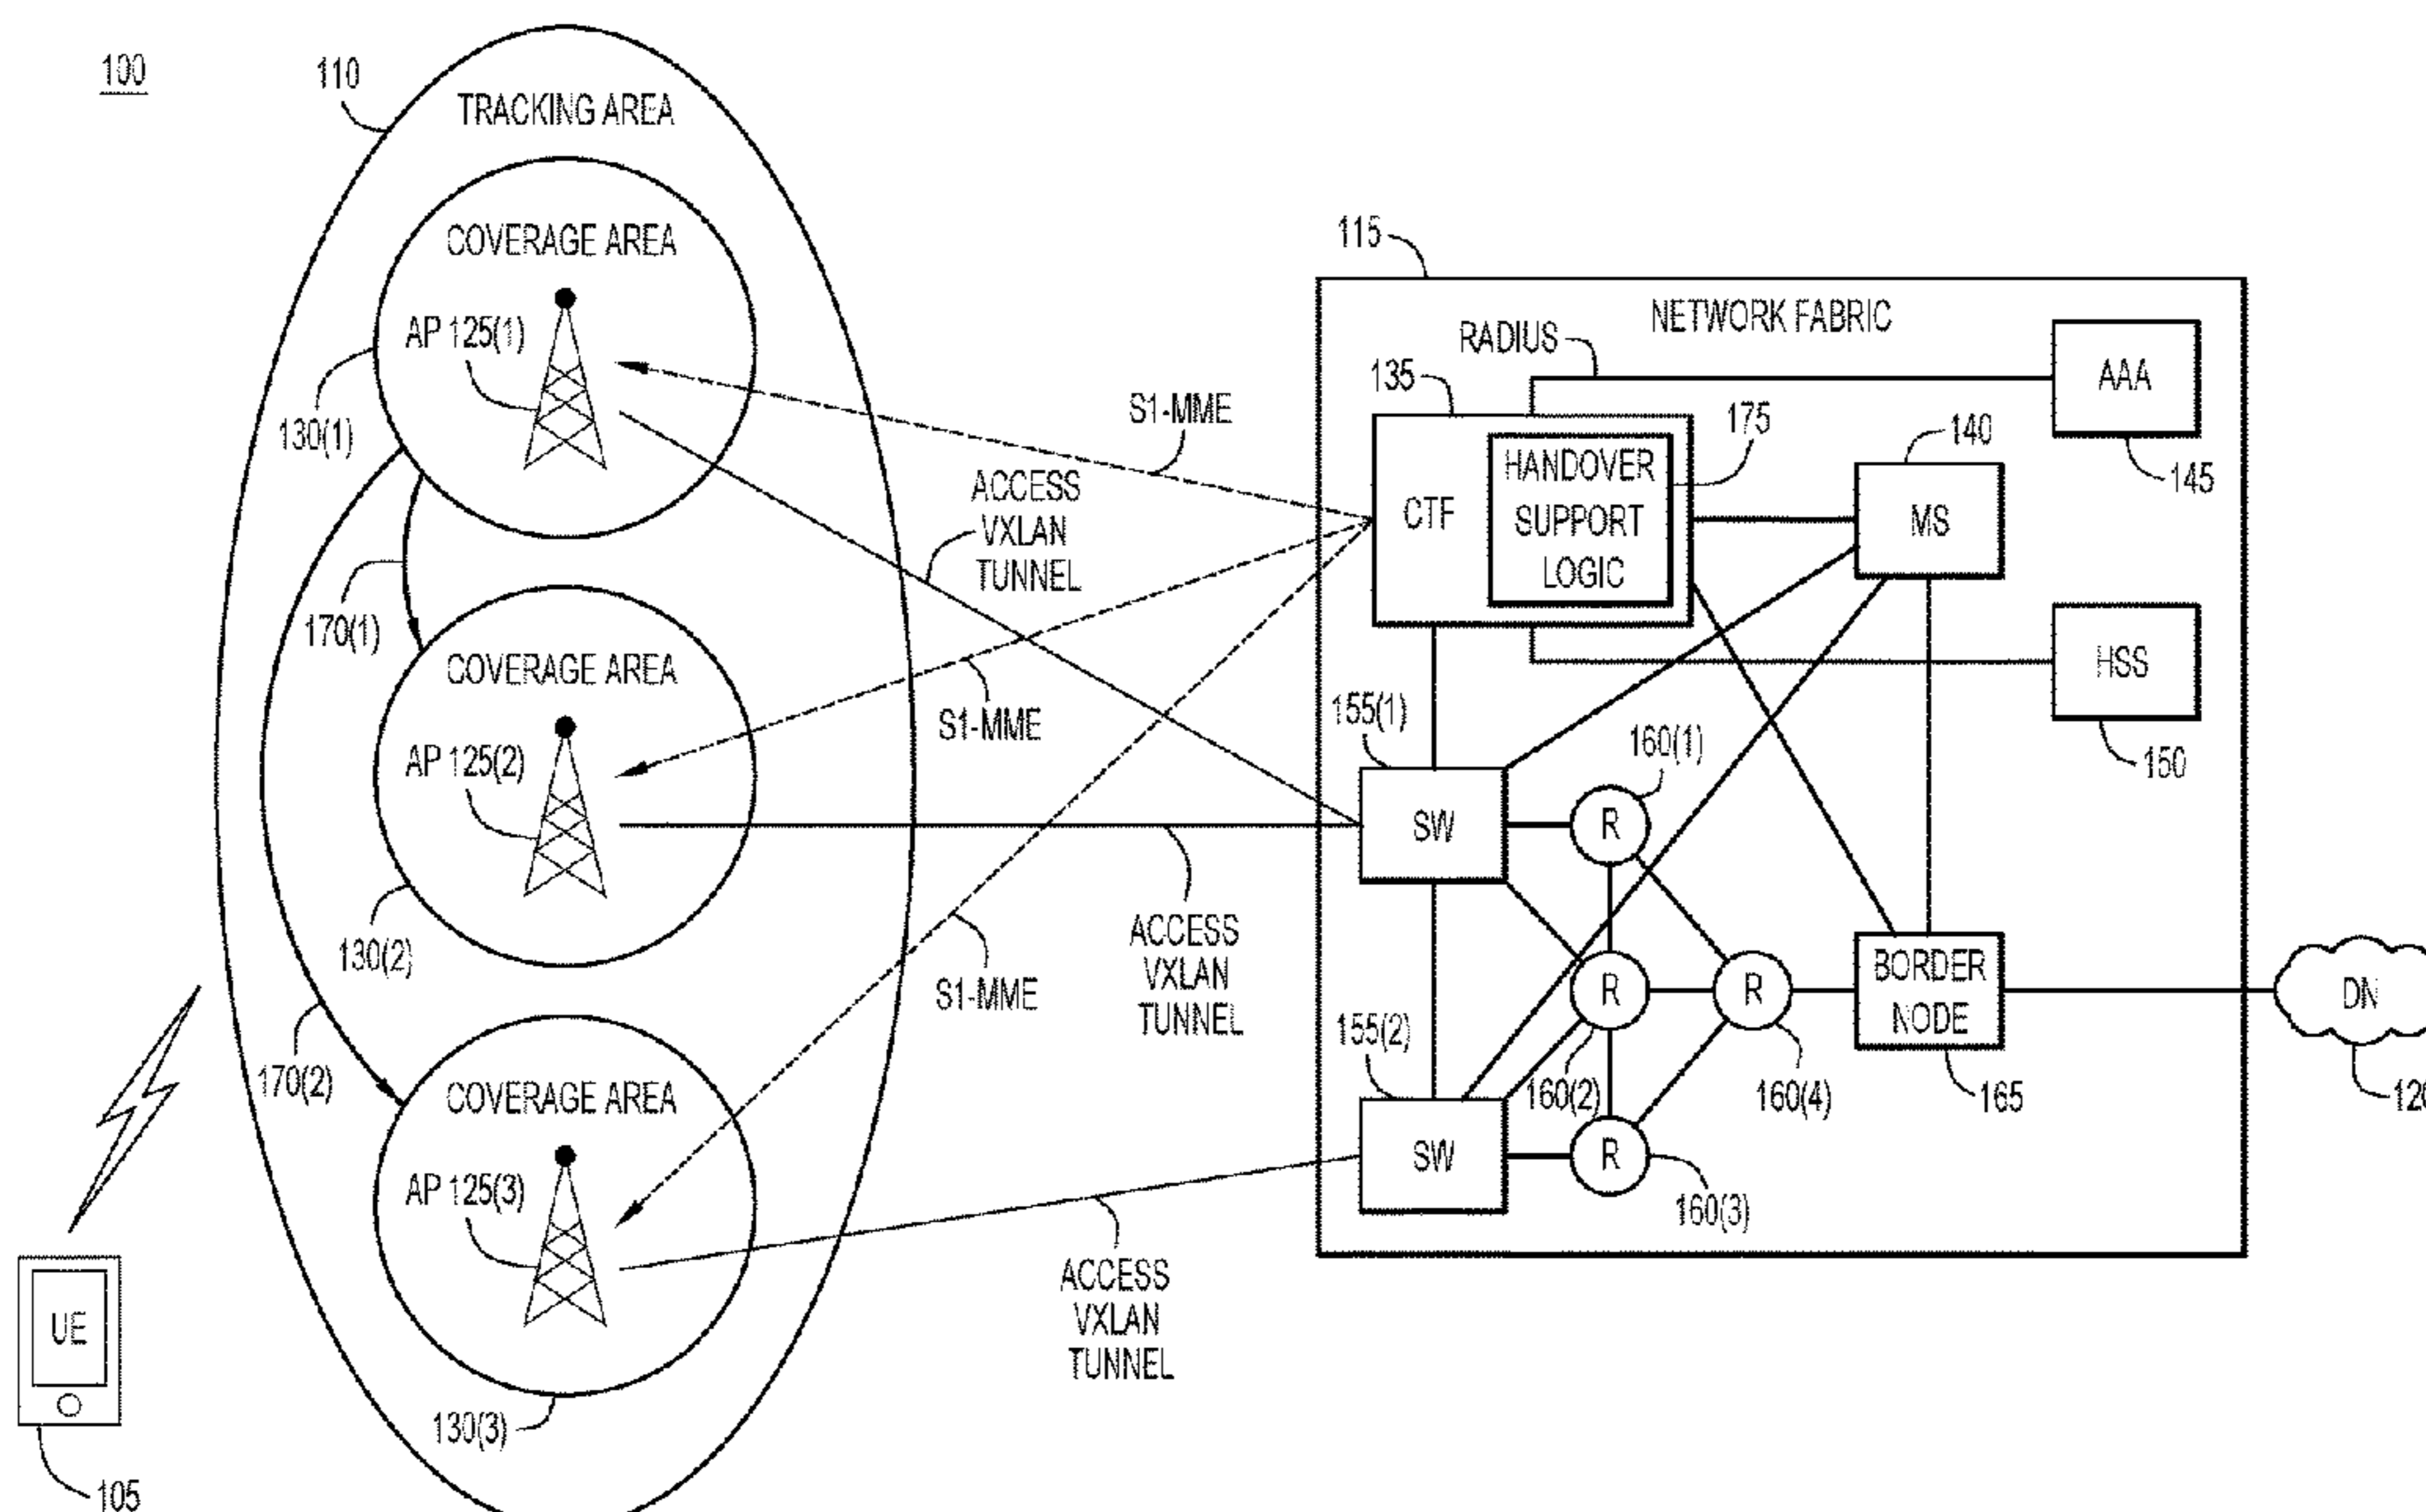 100
110
TRACKING AREA
COVERAGE AREA
AP 125(1)
130(1)
170(1)
COVERAGE AREA
AP 125(2)
130(2)
170(2)
COVERAGE AREA
AP 125(3)
130(3)
UE
105
S1-MME
ACCESS
VXLAN
TUNNEL
S1-MME
S1-MME
ACCESS
VXLAN
TUNNEL
ACCESS
VXLAN
TUNNEL
115
NETWORK FABRIC
RADIUS
135
175
140
AAA
145
CTF
HANDOVER
SUPPORT
LOGIC
MS
HSS
150
155(1)
SW
160(1)
R
155(2)
SW
R
160(2)
R
160(4)
R
160(3)
BORDER
NODE
165
DN